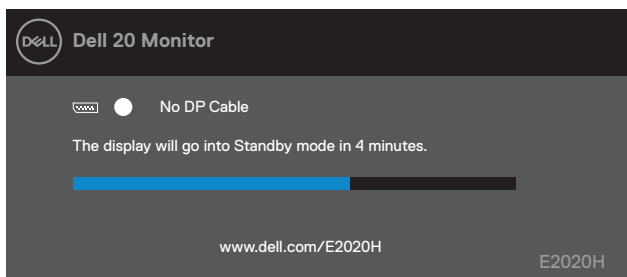 DELL Dell 20 Monitor
No DP Cable
The display will go into Standby mode in 4 minutes.
www.dell.com/E2020H
E2020H